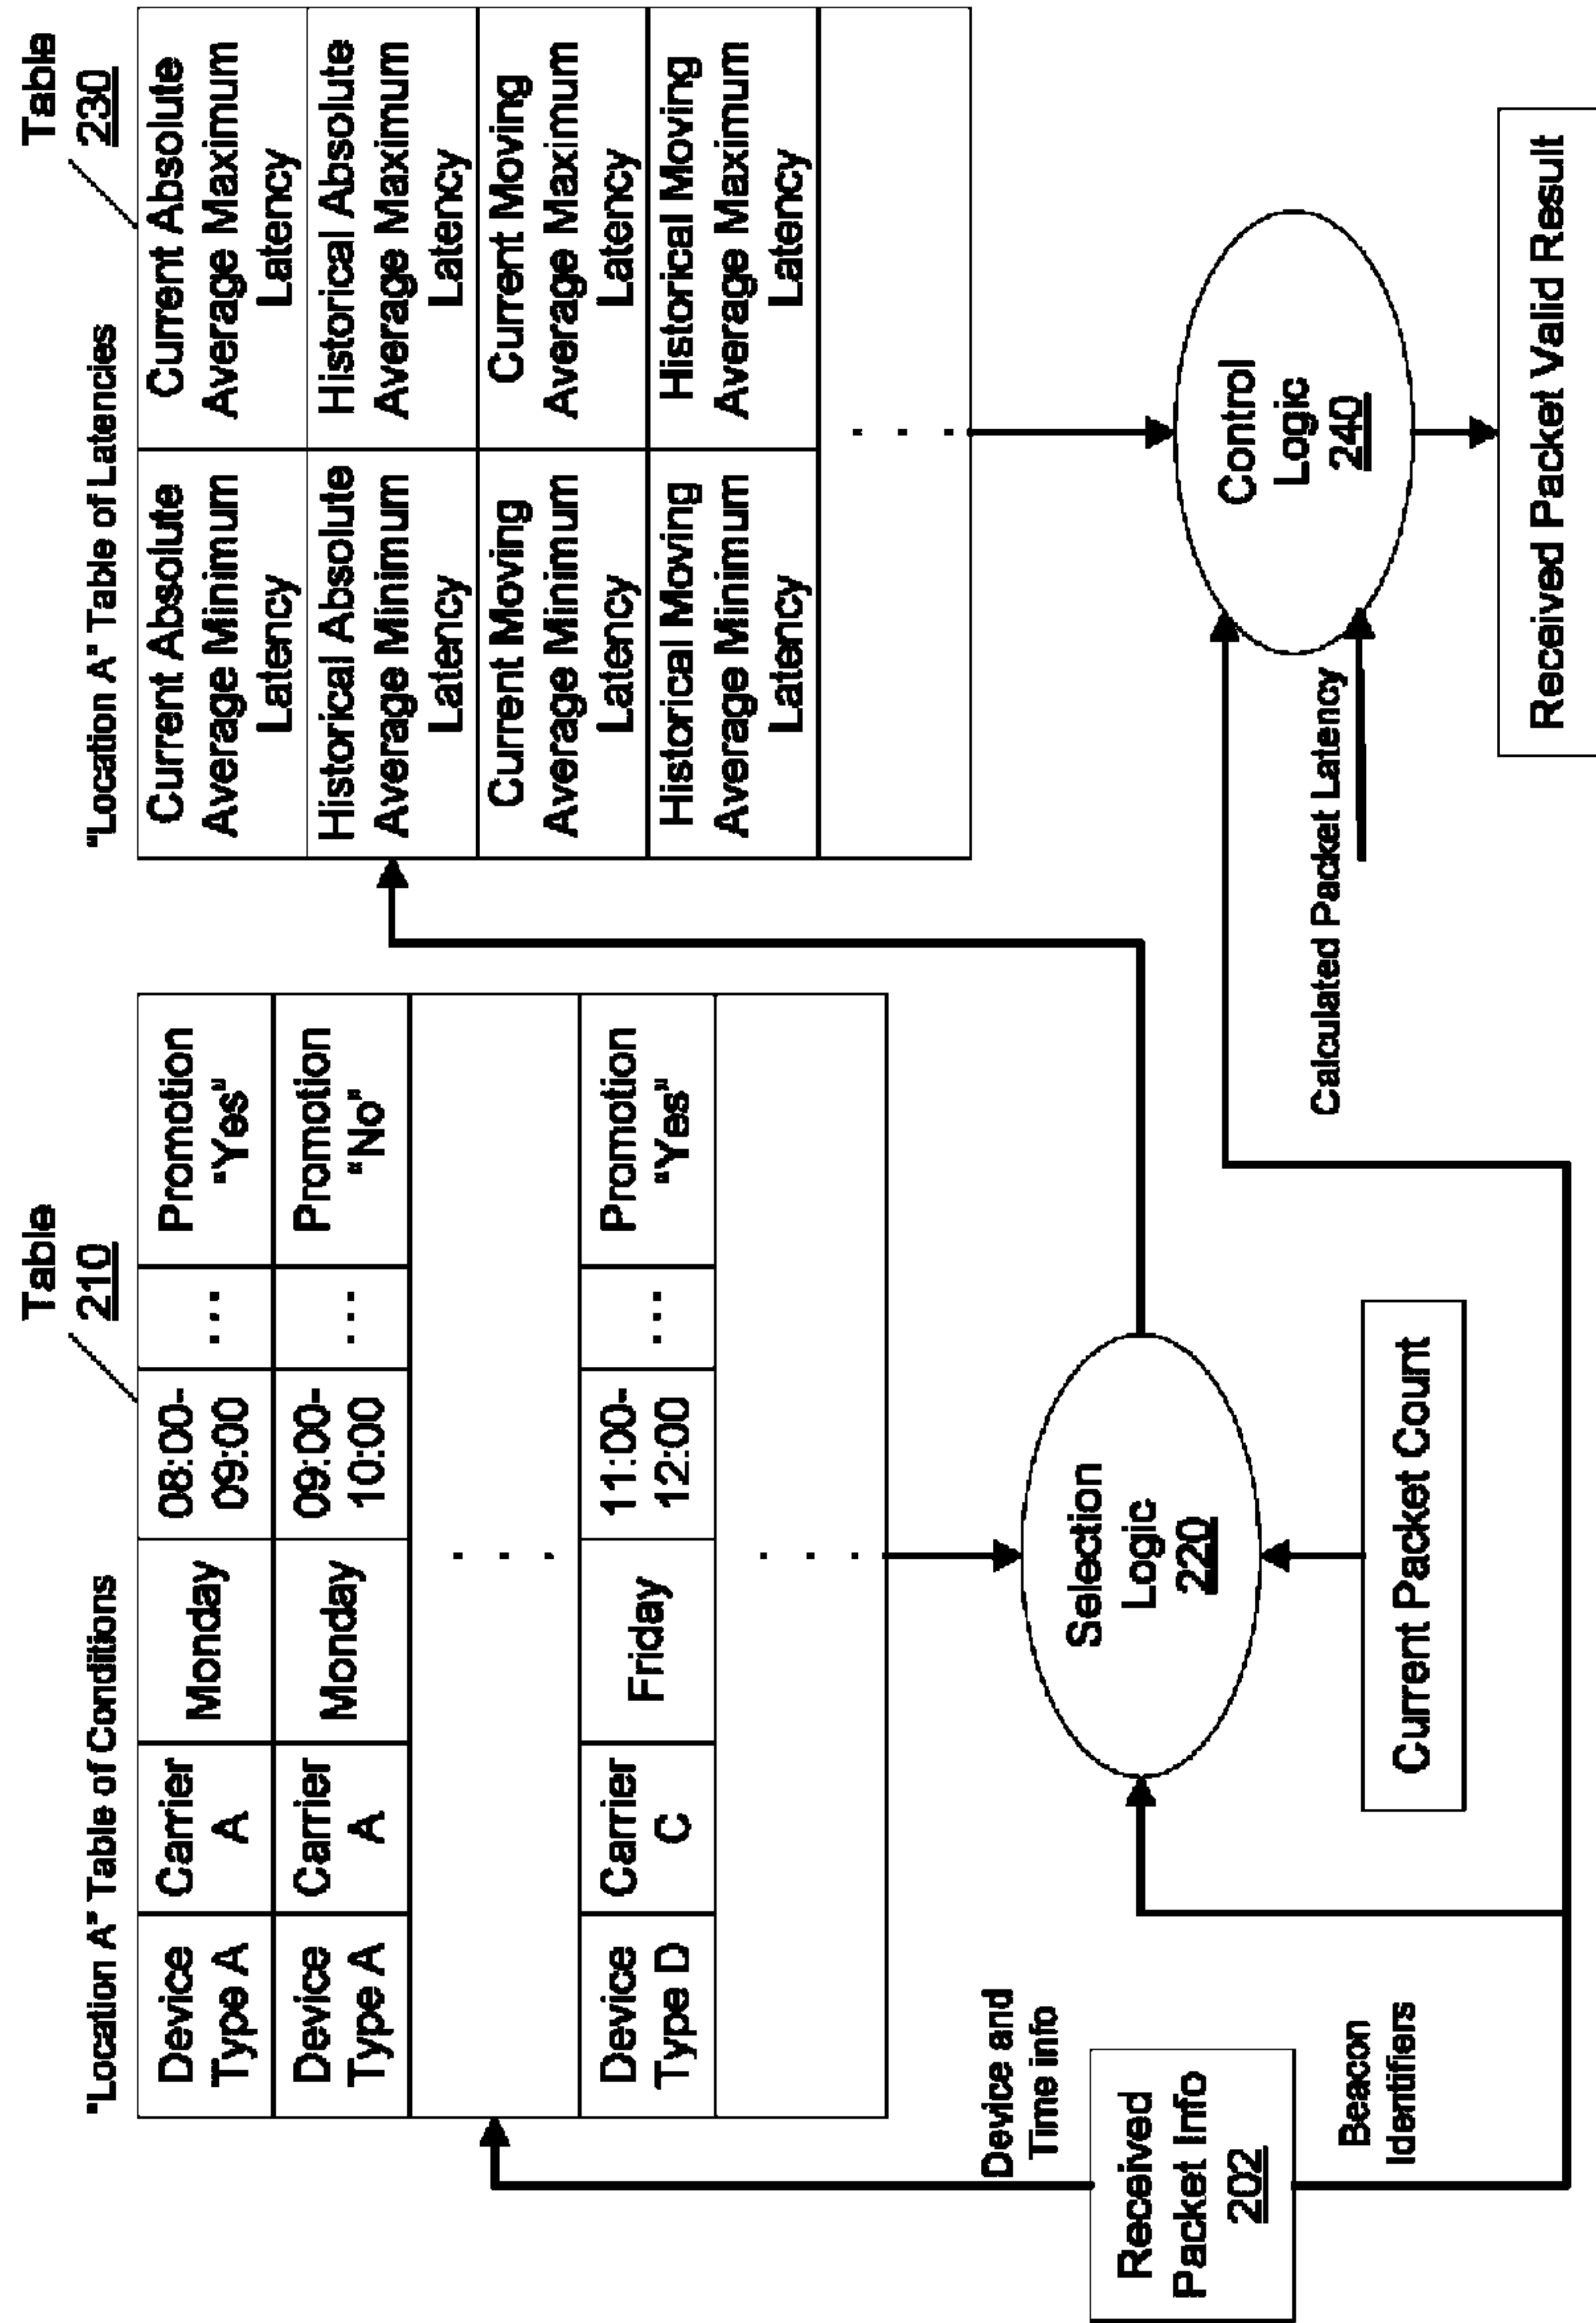 Table
210
"Location A" Table of Conditions
Device
Type A
Carrier
A
Monday
08:00-
09:00
...
Promotion
"Yes"
Device
Type A
Carrier
A
Monday
09:00-
10:00
...
Promotion
"No"
. . .
Device
Type D
Carrier
C
Friday
11:00-
12:00
...
Promotion
"Yes"
. . .
Table
230
"Location A" Table of Latencies
Current Absolute
Average Minimum
Latency
Current Absolute
Average Maximum
Latency
Historical Absolute
Average Minimum
Latency
Historical Absolute
Average Maximum
Latency
Current Moving
Average Minimum
Latency
Current Moving
Average Maximum
Latency
Historical Moving
Average Minimum
Latency
Historical Moving
Average Maximum
Latency
. . .
Device and
Time info
Received
Packet Info
202
Beacon
Identifiers
Selection
Logic
220
Current Packet Count
Calculated Packet Latency
Control
Logic
240
Received Packet Valid Result